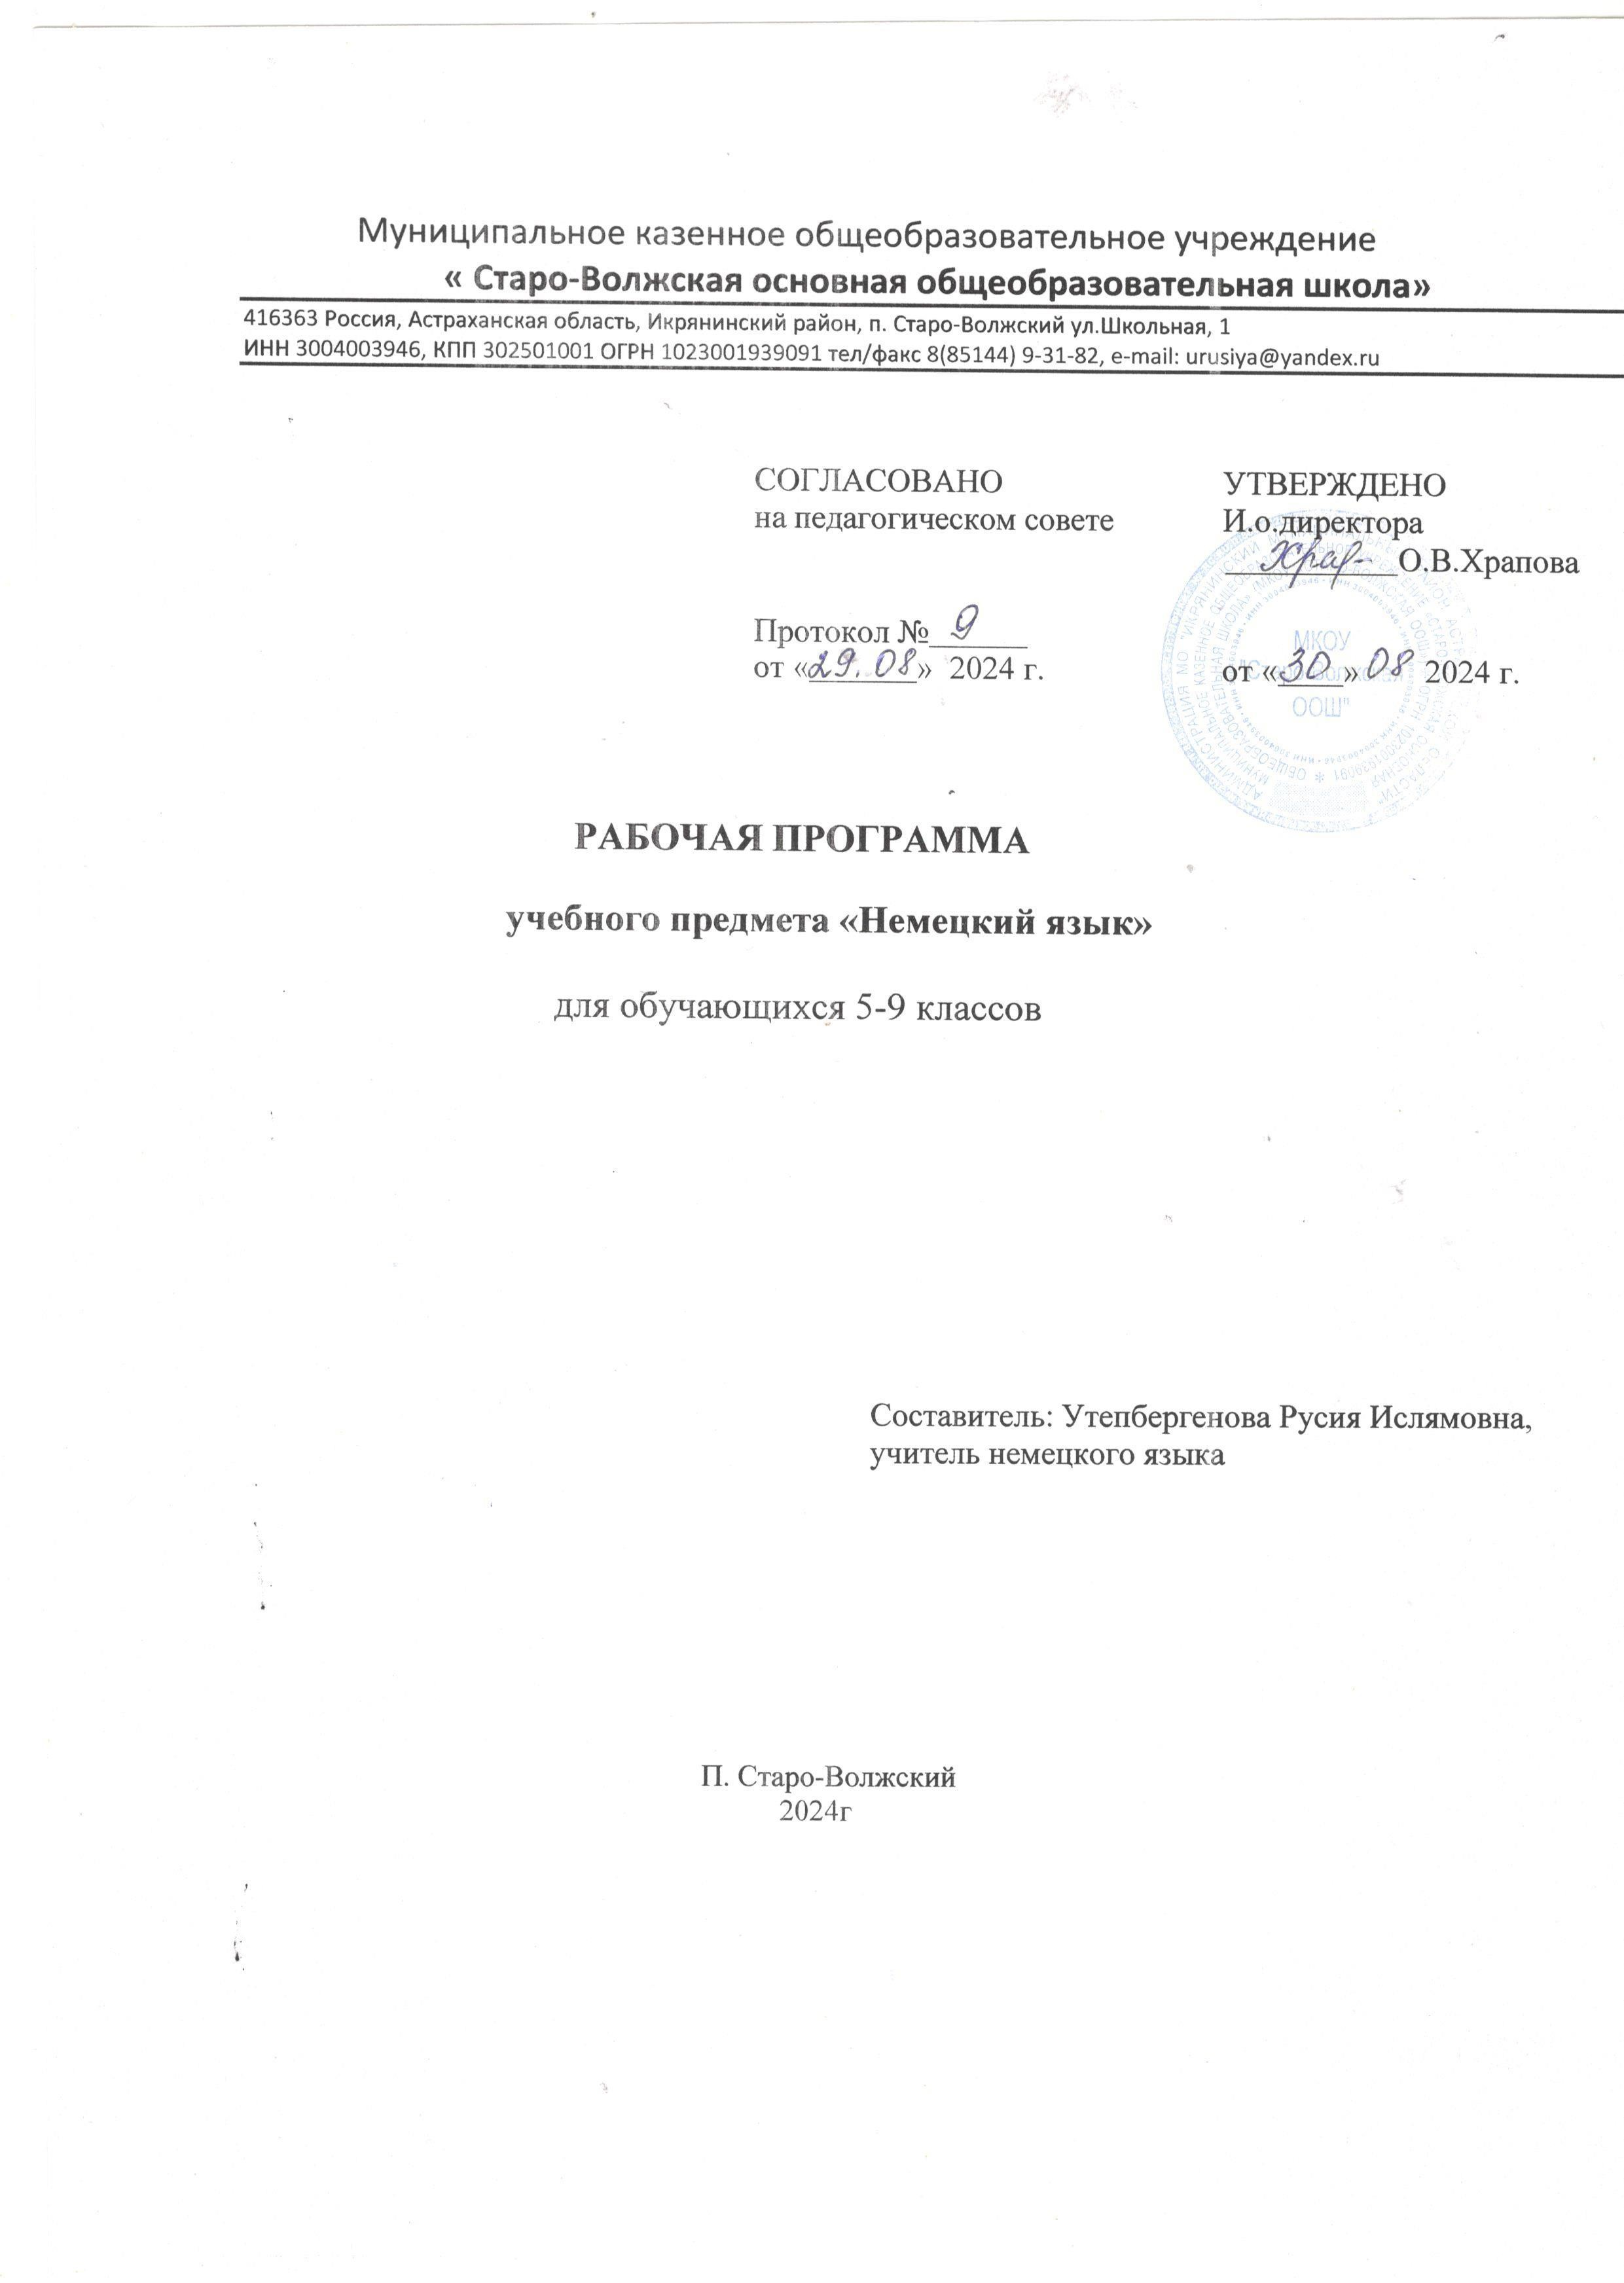 Муниципальное казенное общеобразовательное учреждение
« Старо-Волжская основная общеобразовательная школа»
416363 Россия, Астраханская область, Икрянинский район, п. Старо-Волжский ул.Школьная, 1
ИНН 3004003946, КПП 302501001 ОГРН 1023001939091 тел/факс 8(85144) 9-31-82, e-mail: urusiya@yandex.ru
СОГЛАСОВАНО
на педагогическом совете
Протокол № 9
от «29.08» 2024 г.
УТВЕРЖДЕНО
И.о.директора
О.В.Храпова
от «30» 08 2024 г.
МКОУ
ООШ"
РАБОЧАЯ ПРОГРАММА
учебного предмета «Немецкий язык»
для обучающихся 5-9 классов
Составитель: Утепбергенова Русия Ислямовна,
учитель немецкого языка
П. Старо-Волжский
2024г